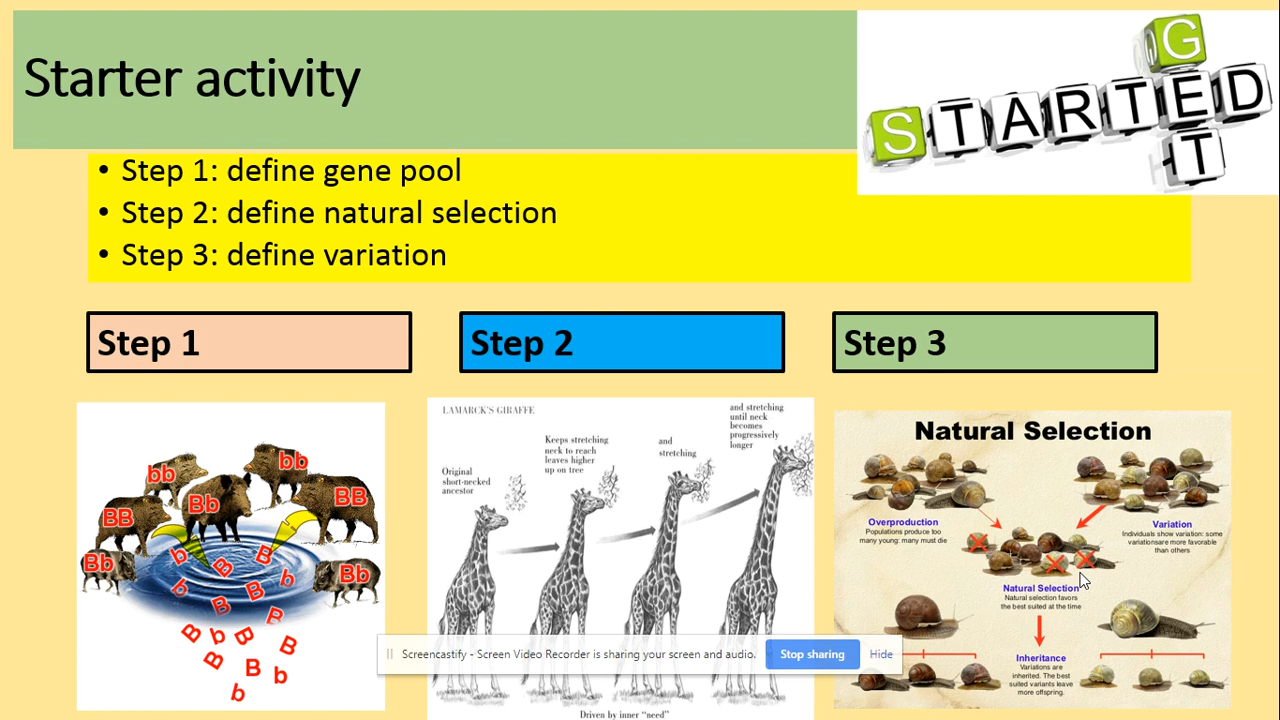 Starter activity
G
STARTED
T
• Step 1: define gene pool
• Step 2: define natural selection
• Step 3: define variation
Step 1
Step 2
Step 3
bb
bb
Bb
BB
BB
Bb
Bb
b
B
B
b
b
B
B
B
B
b
B
B
B
B
b
b
LAMARCK'S GIRAFFE
Original
short-necked
ancestor
Keeps stretching
neck to reach
leaves higher
up on tree
and
stretching
and stretching
until neck
becomes
progressively
longer
Driven by inner "need"
Natural Selection
Overproduction
Populations produce too
many young: many must die
Variation
Individuals show variation: some
variationsare more favorable
than others
Natural Selection
Natural selection favors
the best suited at the time
Inheritance
Variations are
inherited. The best
suited variants leave
more offspring.
Screencastify - Screen Video Recorder is sharing your screen and audio.
Stop sharing
Hide